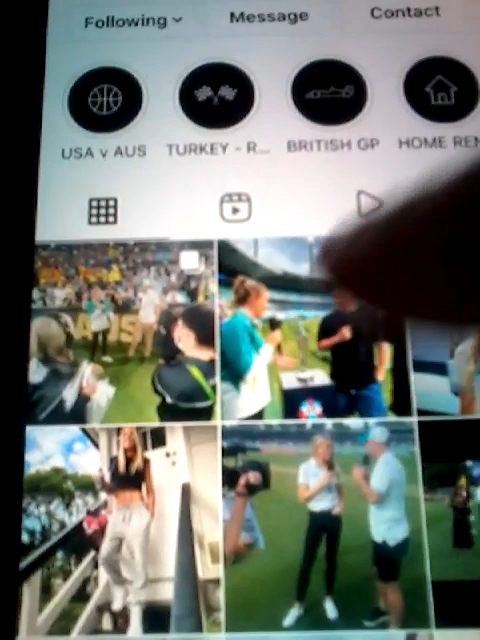 Following Message Contact
USA v AUS TURKEY - R... BRITISH GP HOME REN